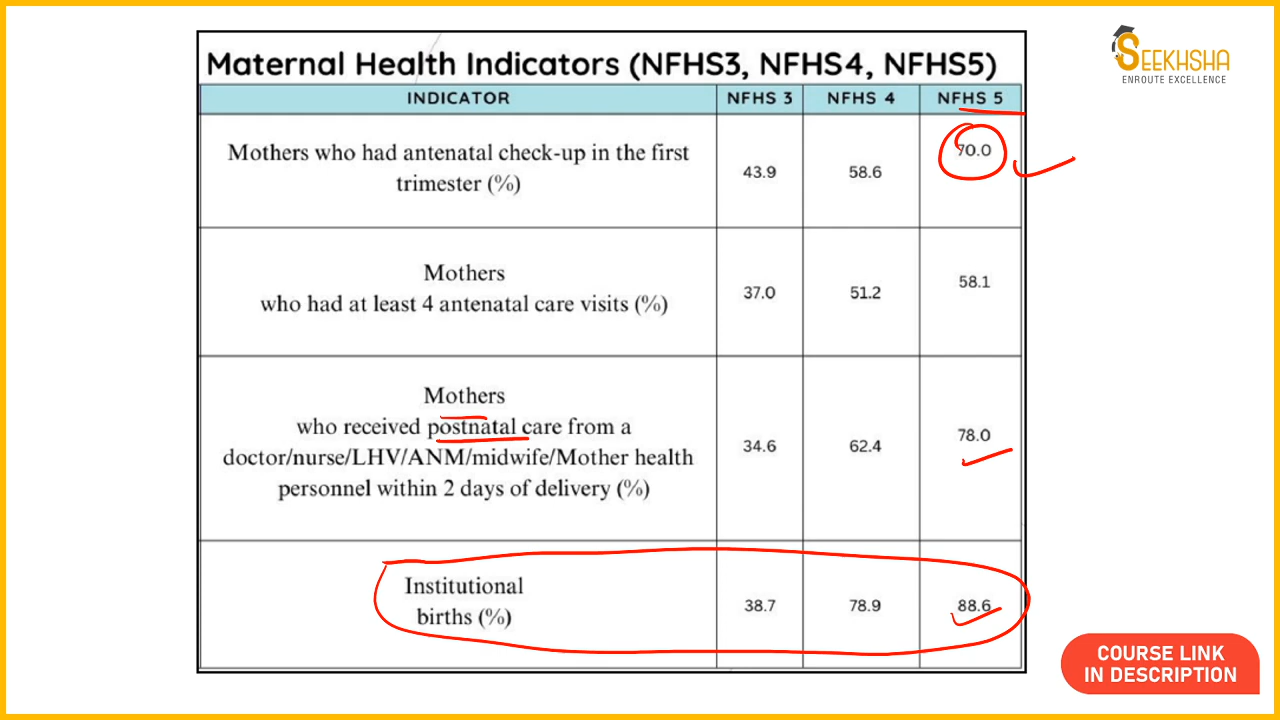 SEEKHSHA
ENROUTE EXCELLENCE
Maternal Health Indicators (NFHS3, NFHS4, NFHS5)
INDICATOR NFHS 3 NFHS 4 NFHS 5
Mothers who had antenatal check-up in the first
trimester (%)
43.9 58.6 70.0
Mothers
who had at least 4 antenatal care visits (%)
37.0 51.2 58.1
Mothers
who received postnatal care from a
doctor/nurse/LHV/ANM/midwife/Mother health
personnel within 2 days of delivery (%)
34.6 62.4 78.0
Institutional
births (%)
38.7 78.9 88.6
COURSE LINK
IN DESCRIPTION